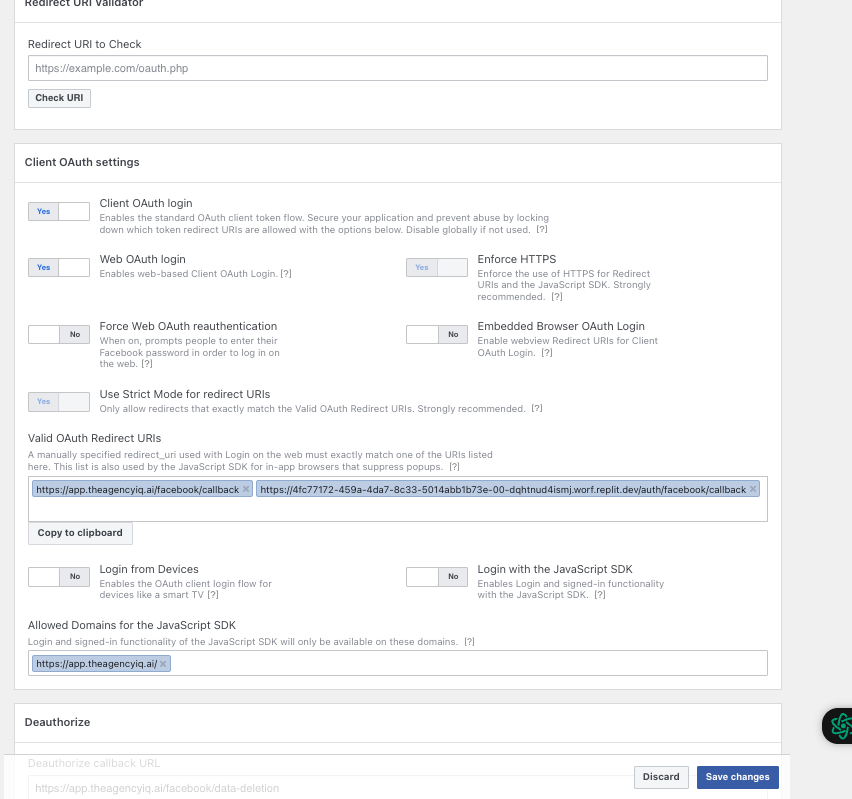 Redirect URI Validator
Redirect URI to Check
https://example.com/oauth.php
Check URI
Client OAuth settings
Yes
Client OAuth login
Enables the standard OAuth client token flow. Secure your application and prevent abuse by locking
down which token redirect URIs are allowed with the options below. Disable globally if not used. [?]
Yes
Web OAuth login
Enables web-based Client OAuth Login. [?]
Yes
Enforce HTTPS
Enforce the use of HTTPS for Redirect
URIs and the JavaScript SDK. Strongly
recommended. [?]
No
Force Web OAuth reauthentication
When on, prompts people to enter their
Facebook password in order to log in on
the web. [?]
No
Embedded Browser OAuth Login
Enable webview Redirect URIs for Client
OAuth Login. [?]
Yes
Use Strict Mode for redirect URIs
Only allow redirects that exactly match the Valid OAuth Redirect URIs. Strongly recommended. [?]
Valid OAuth Redirect URIs
A manually specified redirect_uri used with Login on the web must exactly match one of the URIs listed
here. This list is also used by the JavaScript SDK for in-app browsers that suppress popups. [?]
https://app.theagencyiq.ai/facebook/callback ×
https://4fc77172-459a-4da7-8c33-5014abb1b73e-00-dqhtnud4ismj.worf.replit.dev/auth/facebook/callback ×
Copy to clipboard
No
Login from Devices
Enables the OAuth client login flow for
devices like a smart TV [?]
No
Login with the JavaScript SDK
Enables Login and signed-in functionality
with the JavaScript SDK. [?]
Allowed Domains for the JavaScript SDK
Login and signed-in functionality of the JavaScript SDK will only be available on these domains. [?]
https://app.theagencyiq.ai/ ×
Deauthorize
Deauthorize callback URL
https://app.theagencyiq.ai/facebook/data-deletion
Discard
Save changes